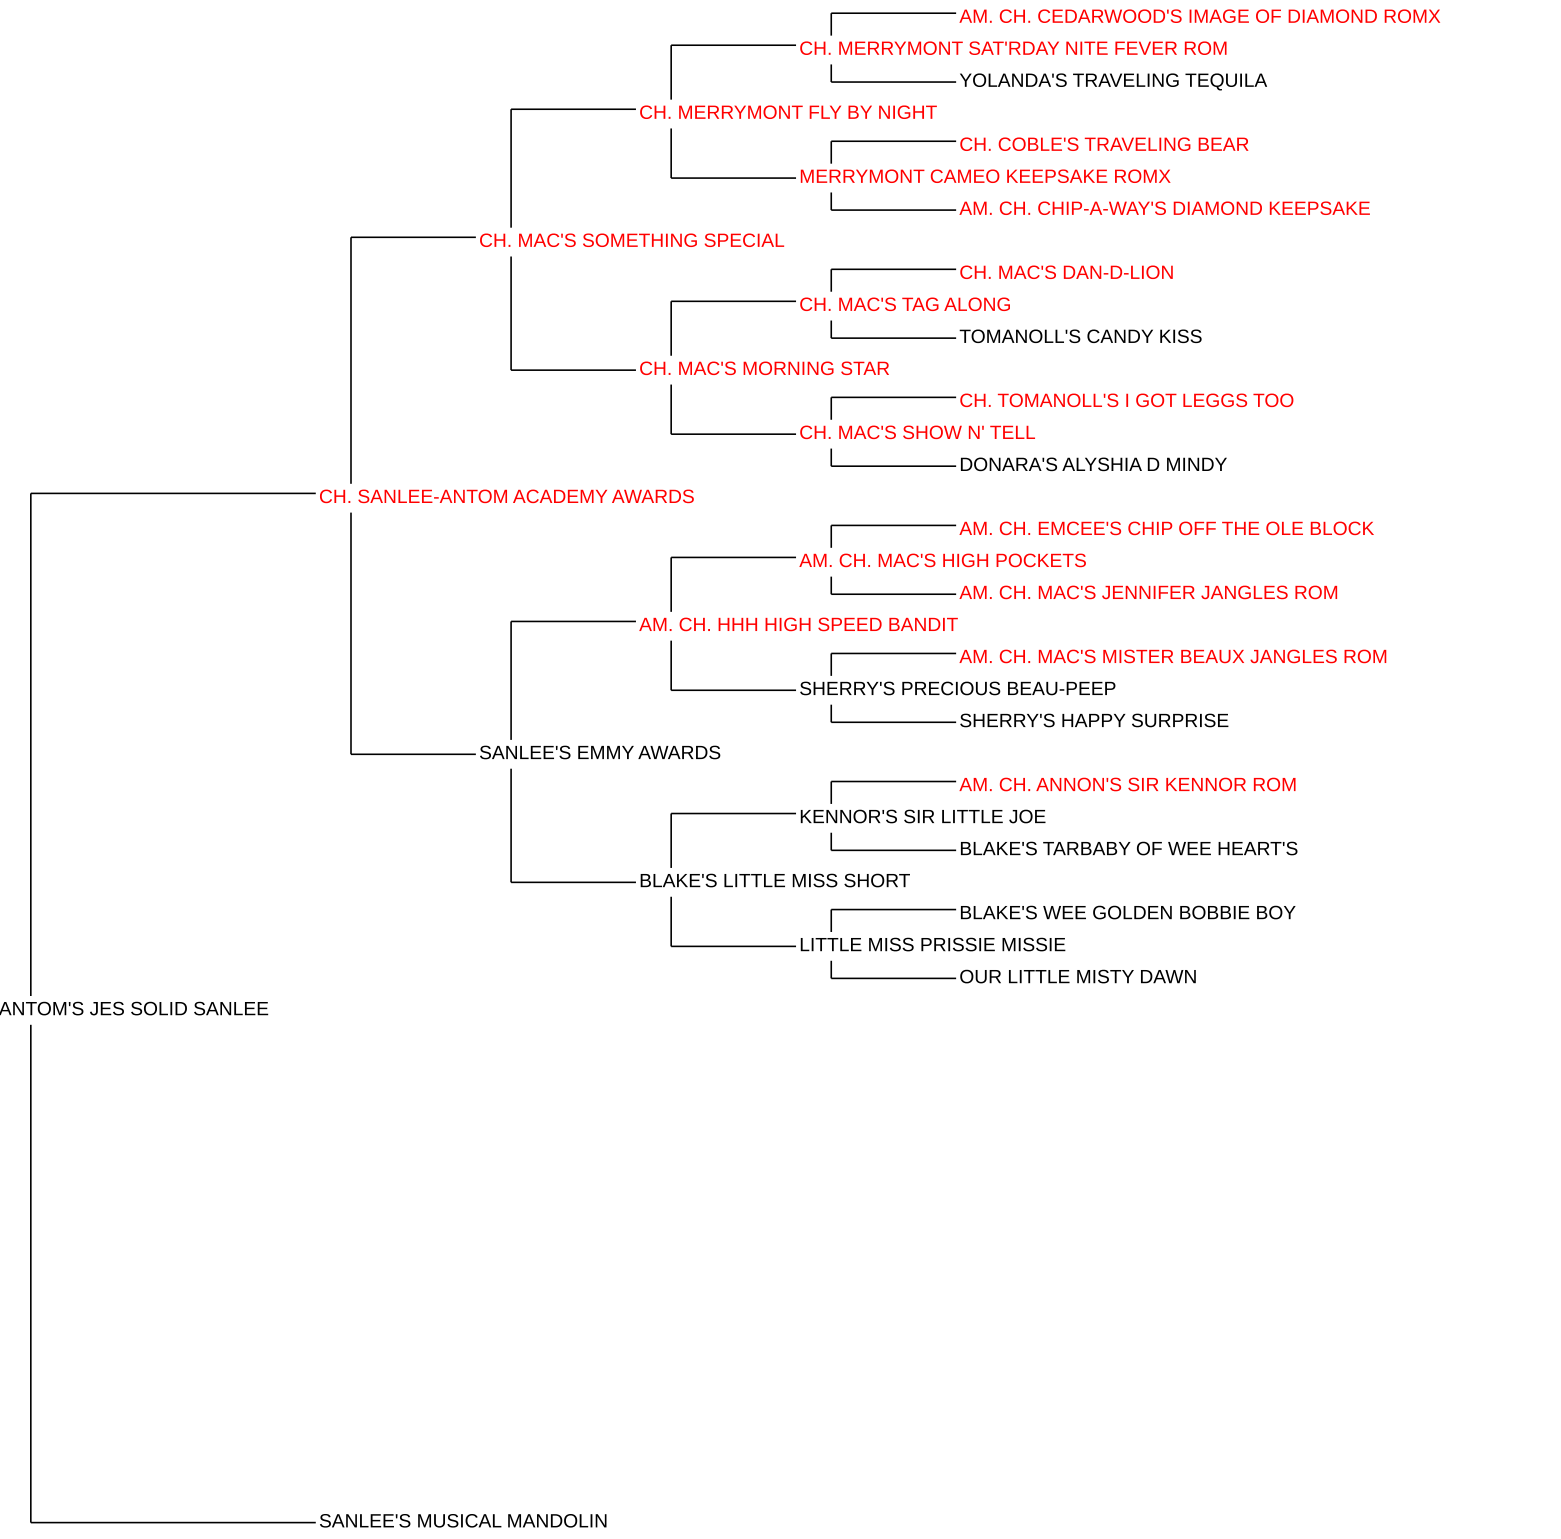 AM. CH. CEDARWOOD'S IMAGE OF DIAMOND ROMX
CH. MERRYMONT SAT'RDAY NITE FEVER ROM
YOLANDA'S TRAVELING TEQUILA
CH. MERRYMONT FLY BY NIGHT
CH. COBLE'S TRAVELING BEAR
MERRYMONT CAMEO KEEPSAKE ROMX
AM. CH. CHIP-A-WAY'S DIAMOND KEEPSAKE
CH. MAC'S SOMETHING SPECIAL
CH. MAC'S DAN-D-LION
CH. MAC'S TAG ALONG
TOMANOLL'S CANDY KISS
CH. MAC'S MORNING STAR
CH. TOMANOLL'S I GOT LEGGS TOO
CH. MAC'S SHOW N' TELL
DONARA'S ALYSHIA D MINDY
CH. SANLEE-ANTOM ACADEMY AWARDS
AM. CH. EMCEE'S CHIP OFF THE OLE BLOCK
AM. CH. MAC'S HIGH POCKETS
AM. CH. MAC'S JENNIFER JANGLES ROM
AM. CH. HHH HIGH SPEED BANDIT
AM. CH. MAC'S MISTER BEAUX JANGLES ROM
SHERRY'S PRECIOUS BEAU-PEEP
SHERRY'S HAPPY SURPRISE
SANLEE'S EMMY AWARDS
AM. CH. ANNON'S SIR KENNOR ROM
KENNOR'S SIR LITTLE JOE
BLAKE'S TARBABY OF WEE HEART'S
BLAKE'S LITTLE MISS SHORT
BLAKE'S WEE GOLDEN BOBBIE BOY
LITTLE MISS PRISSIE MISSIE
OUR LITTLE MISTY DAWN
ANTOM'S JES SOLID SANLEE
SANLEE'S MUSICAL MANDOLIN